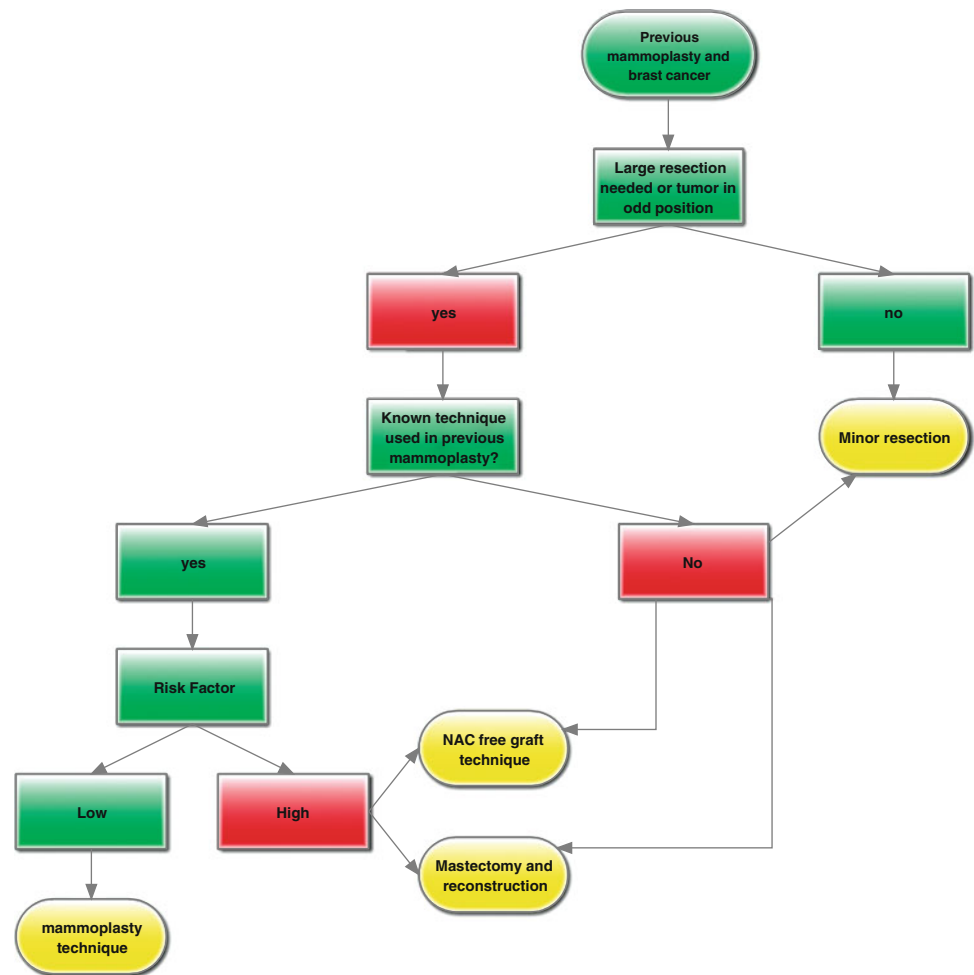 Previous
mammoplasty and
brast cancer
Large resection
needed or tumor in
odd position
yes
no
Known technique
used in previous
mammoplasty?
Minor resection
yes
No
Risk Factor
NAC free graft
technique
Low
High
Mastectomy and
reconstruction
mammoplasty
technique